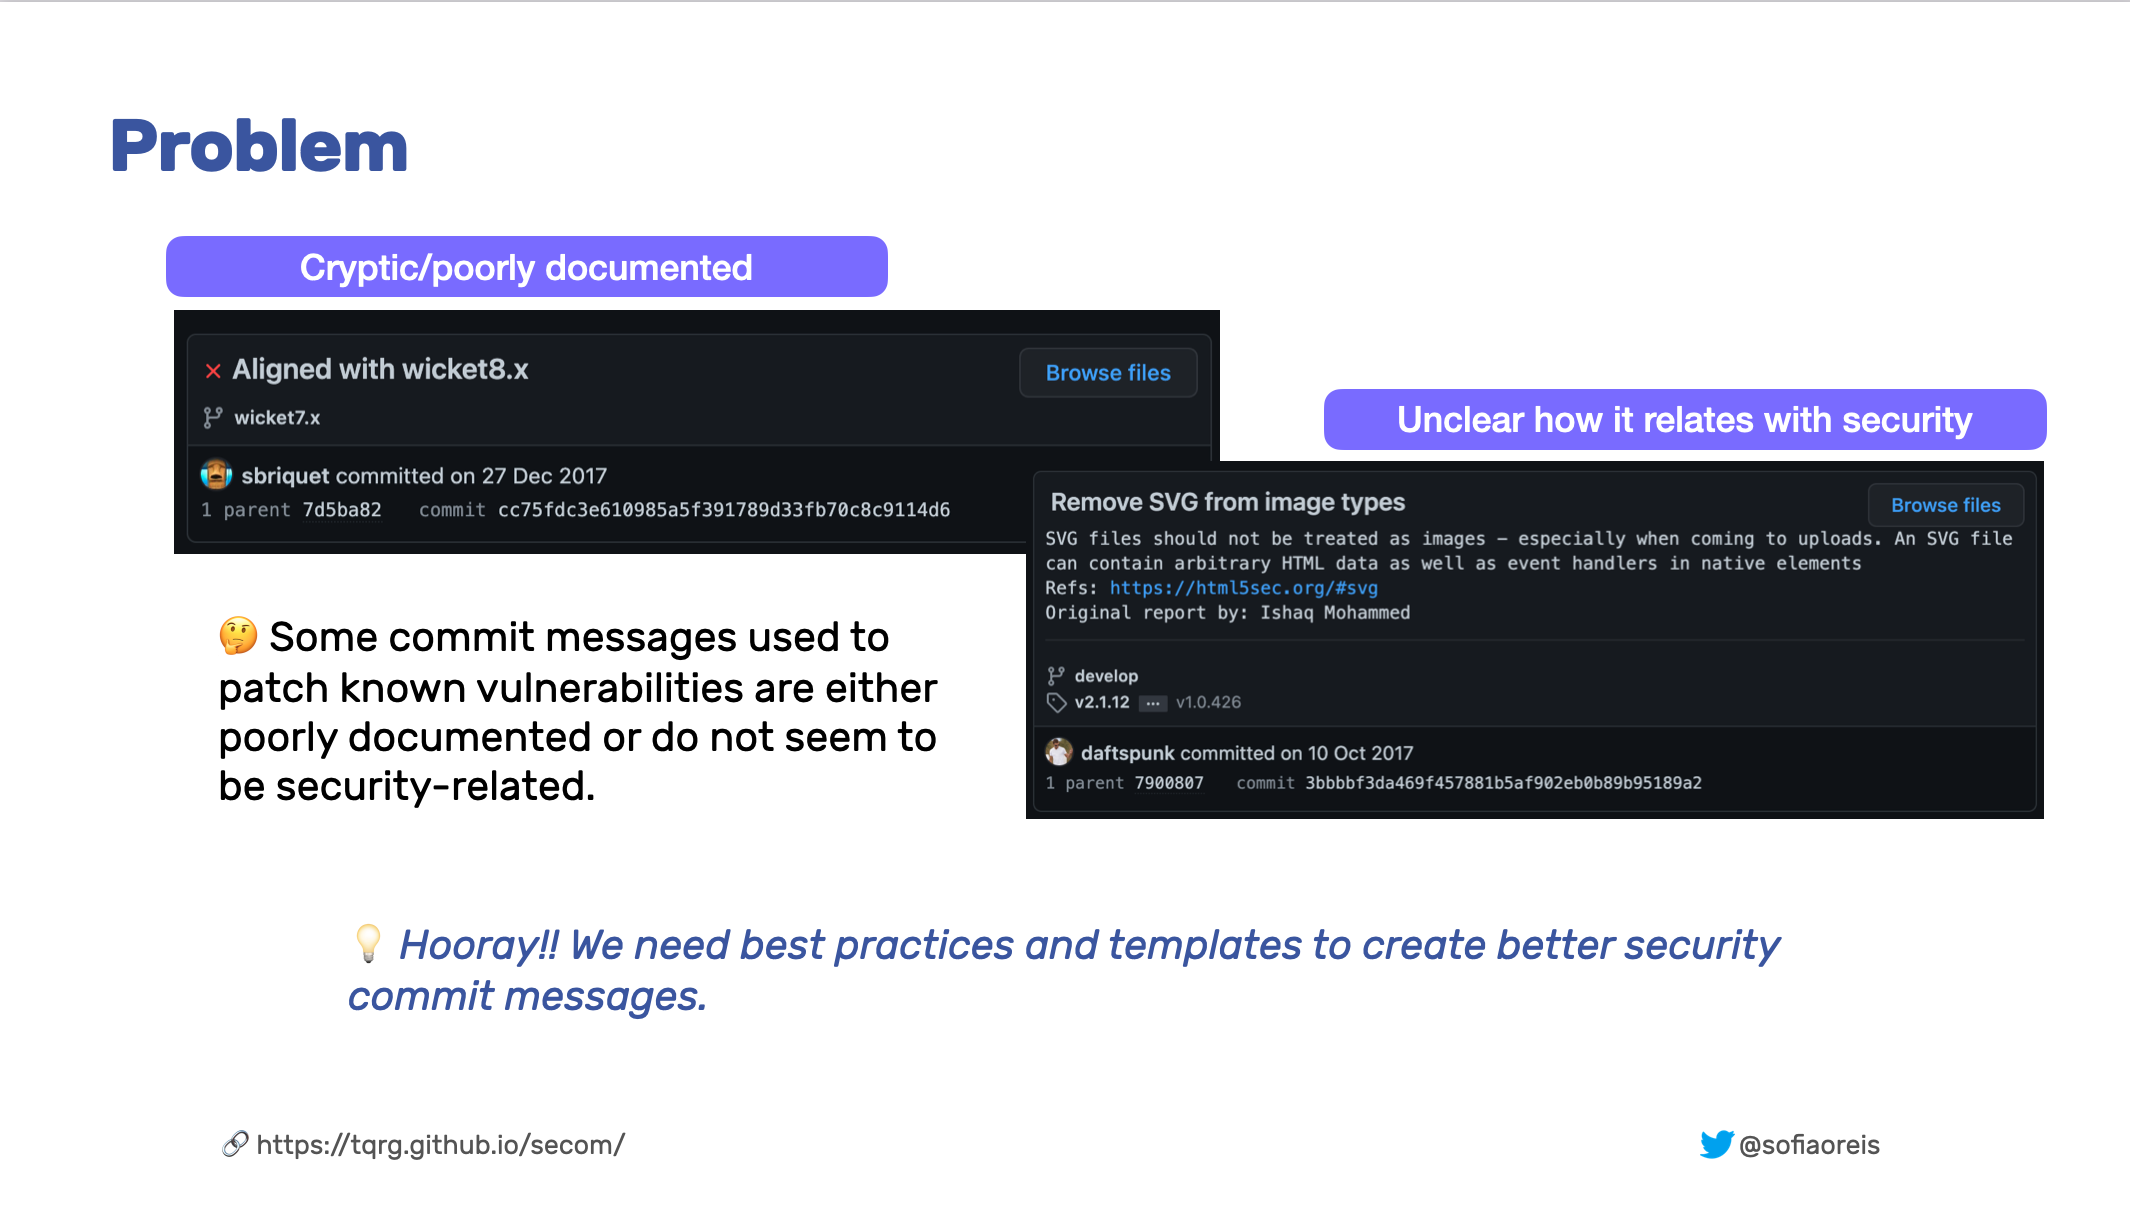 Problem
Cryptic/poorly documented
Aligned with wicket8.x
Browse files
wicket7.x
sbriquet committed on 27 Dec 2017
1 parent 7d5ba82 commit cc75fdc3e610985a5f391789d33fb70c8c9114d6
Unclear how it relates with security
Remove SVG from image types
Browse files
SVG files should not be treated as images – especially when coming to uploads. An SVG file
can contain arbitrary HTML data as well as event handlers in native elements
Refs: https://html5sec.org/#svg
Original report by: Ishaq Mohammed
develop
v2.1.12 ... v1.0.426
daftspunk committed on 10 Oct 2017
1 parent 7900807 commit 3bbbbf3da469f457881b5af902eb0b89b95189a2
🤔 Some commit messages used to
patch known vulnerabilities are either
poorly documented or do not seem to
be security-related.
💡 Hooray!! We need best practices and templates to create better security
commit messages.
🔗 https://tqrg.github.io/secom/
@sofiaoreis